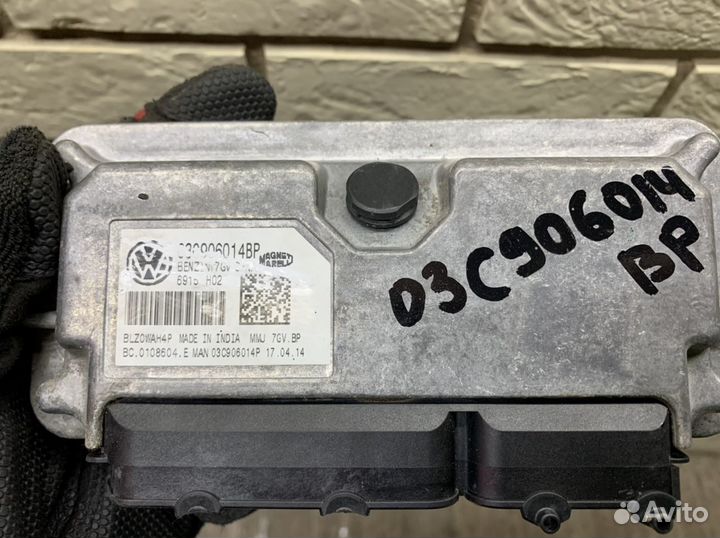 03C906014BP
BENZIN 7GV
MAGNETI
MARELLI
6915 H02
BLZOWAH4P MADE IN INDIA MMJ 7GV.BP
BC.0108604.E MAN 03C906014P 17.04.14
03C906014
BP
Avito